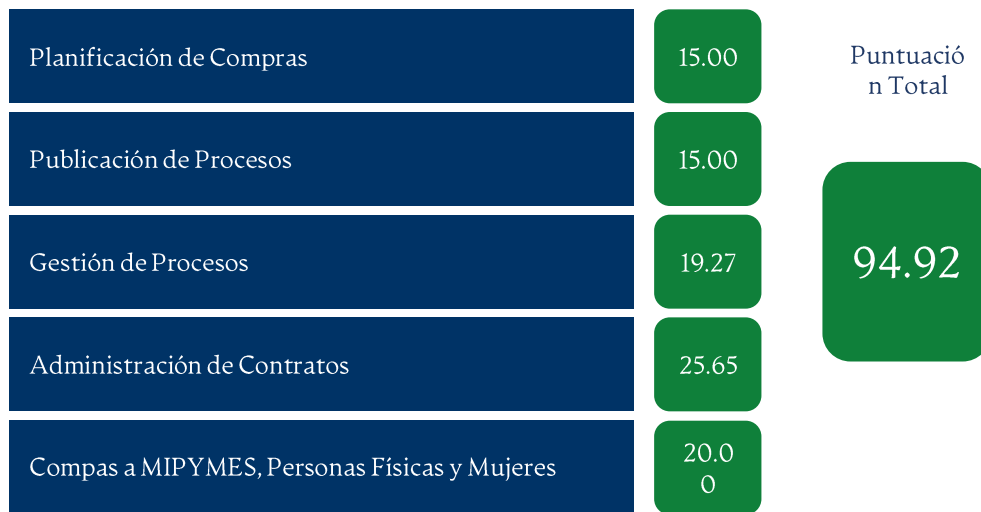 Planificación de Compras
15.00
Puntuació
n Total
Publicación de Procesos
15.00
Gestión de Procesos
19.27
94.92
Administración de Contratos
25.65
Compas a MIPYMES, Personas Físicas y Mujeres
20.0
0